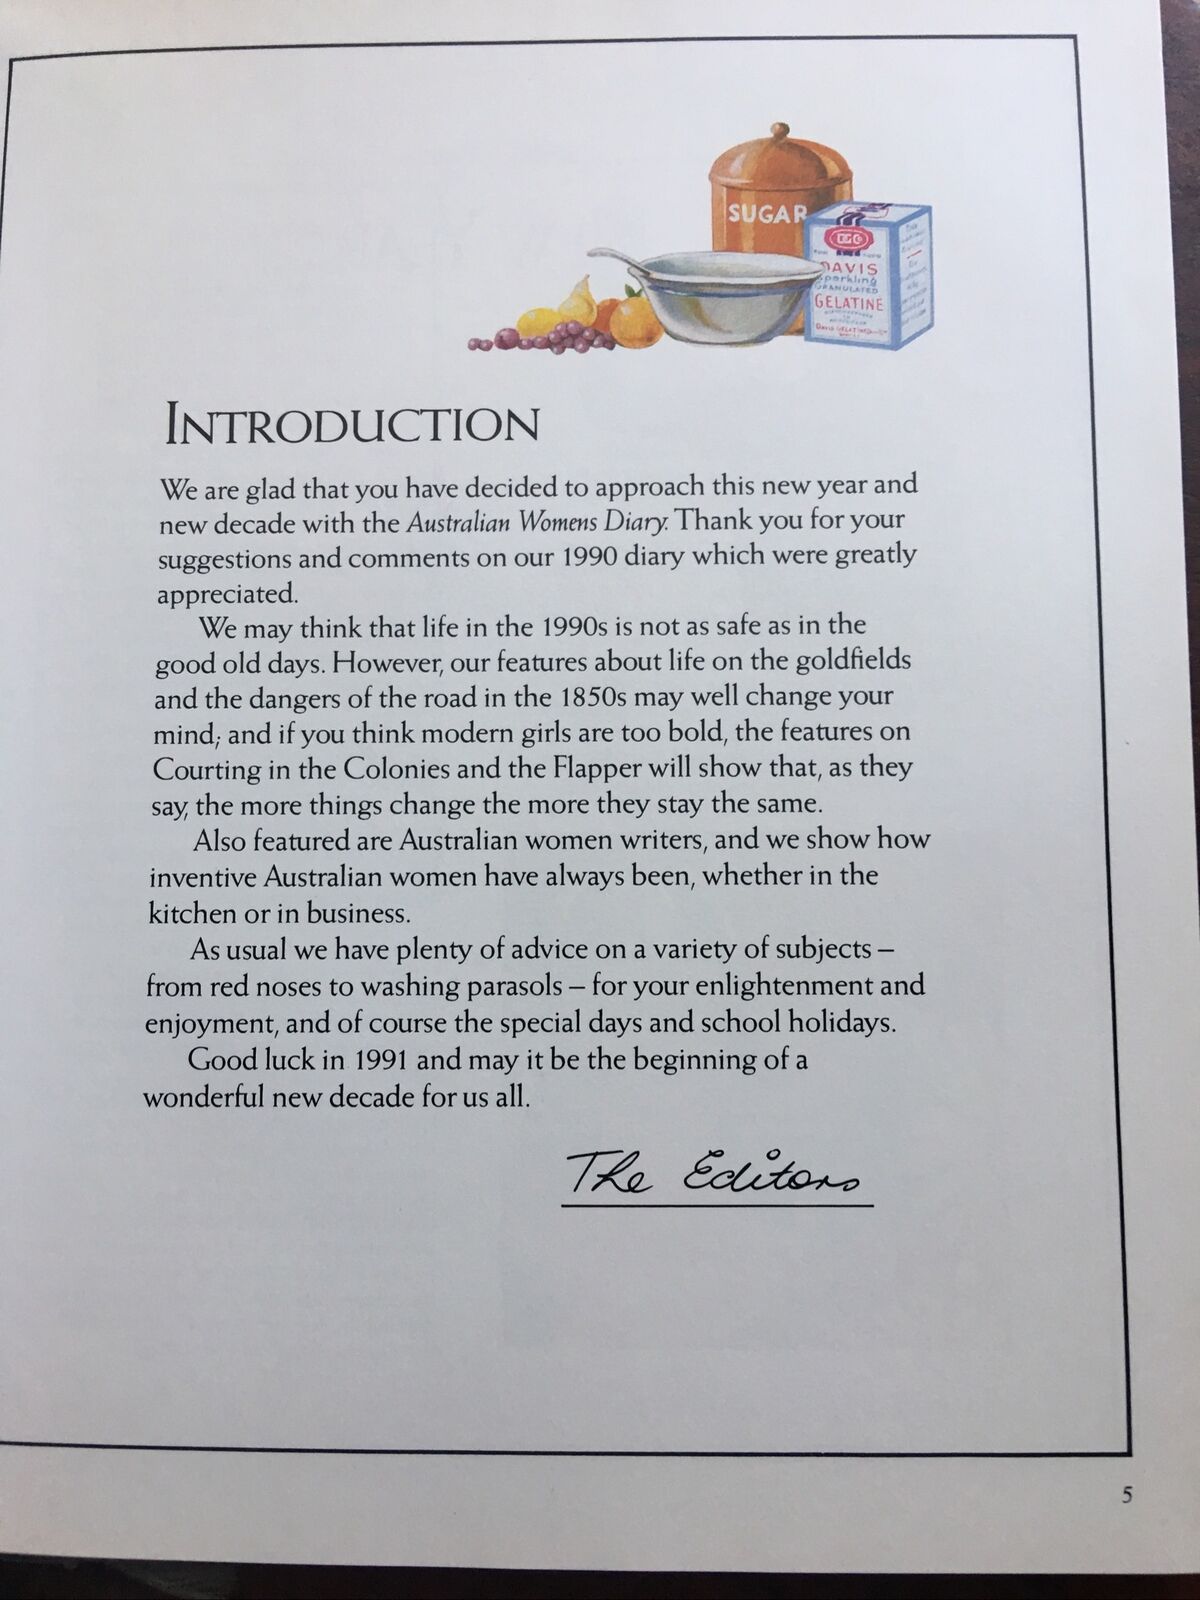 SUGAR
DAVIS
Sparkling
GRANULATED
GELATINE
DAVIS GELATINE
INTRODUCTION
We are glad that you have decided to approach this new year and
new decade with the Australian Womens Diary. Thank you for your
suggestions and comments on our 1990 diary which were greatly
appreciated.
We may think that life in the 1990s is not as safe as in the
good old days. However, our features about life on the goldfields
and the dangers of the road in the 1850s may well change your
mind; and if you think modern girls are too bold, the features on
Courting in the Colonies and the Flapper will show that, as they
say, the more things change the more they stay the same.
Also featured are Australian women writers, and we show how
inventive Australian women have always been, whether in the
kitchen or in business.
As usual we have plenty of advice on a variety of subjects –
from red noses to washing parasols – for your enlightenment and
enjoyment, and of course the special days and school holidays.
Good luck in 1991 and may it be the beginning of a
wonderful new decade for us all.
The Editors
5